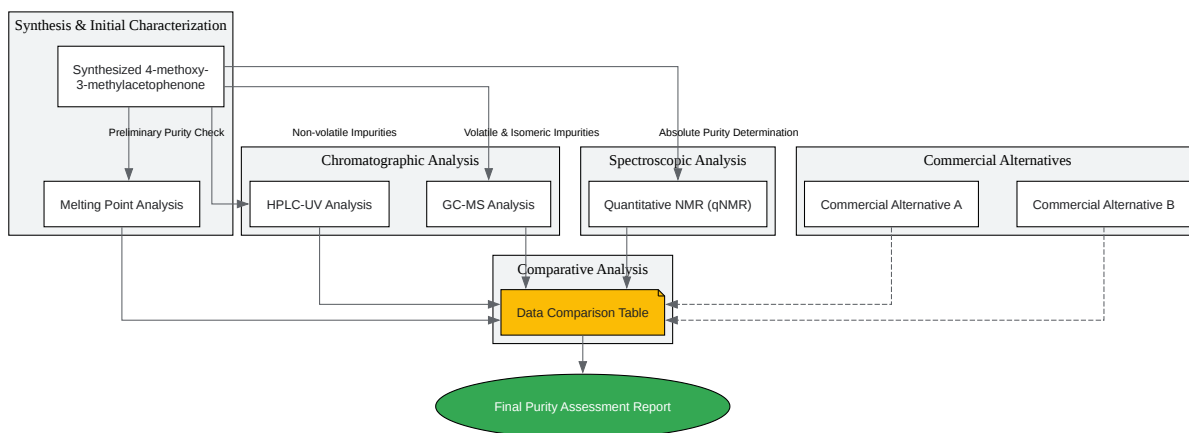 Synthesis & Initial Characterization
Synthesized 4-methoxy-
3-methylacetophenone
Preliminary Purity Check
Non-volatile Impurities
Volatile & Isomeric Impurities
Absolute Purity Determination
Chromatographic Analysis
Spectroscopic Analysis
Commercial Alternatives
Melting Point Analysis
HPLC-UV Analysis
GC-MS Analysis
Quantitative NMR (qNMR)
Commercial Alternative A
Commercial Alternative B
Comparative Analysis
Data Comparison Table
Final Purity Assessment Report